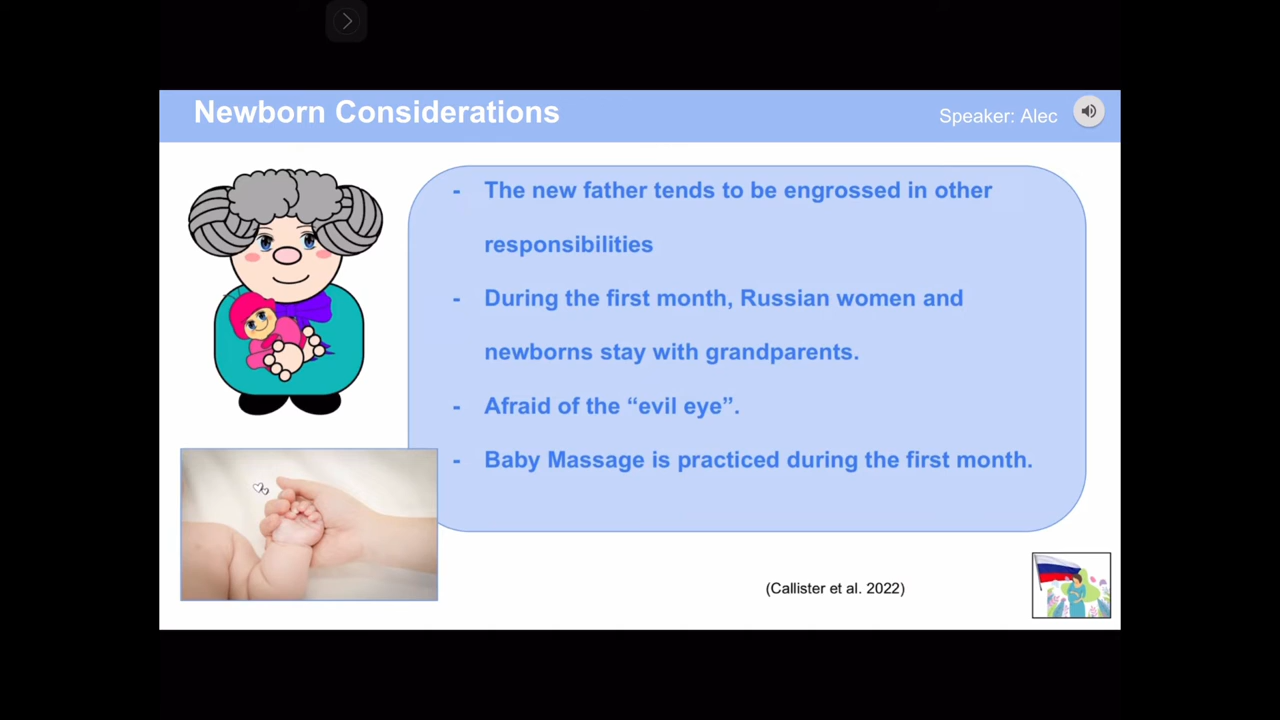 Newborn Considerations
Speaker: Alec
- The new father tends to be engrossed in other
responsibilities
- During the first month, Russian women and
newborns stay with grandparents.
- Afraid of the “evil eye”.
- Baby Massage is practiced during the first month.
(Callister et al. 2022)